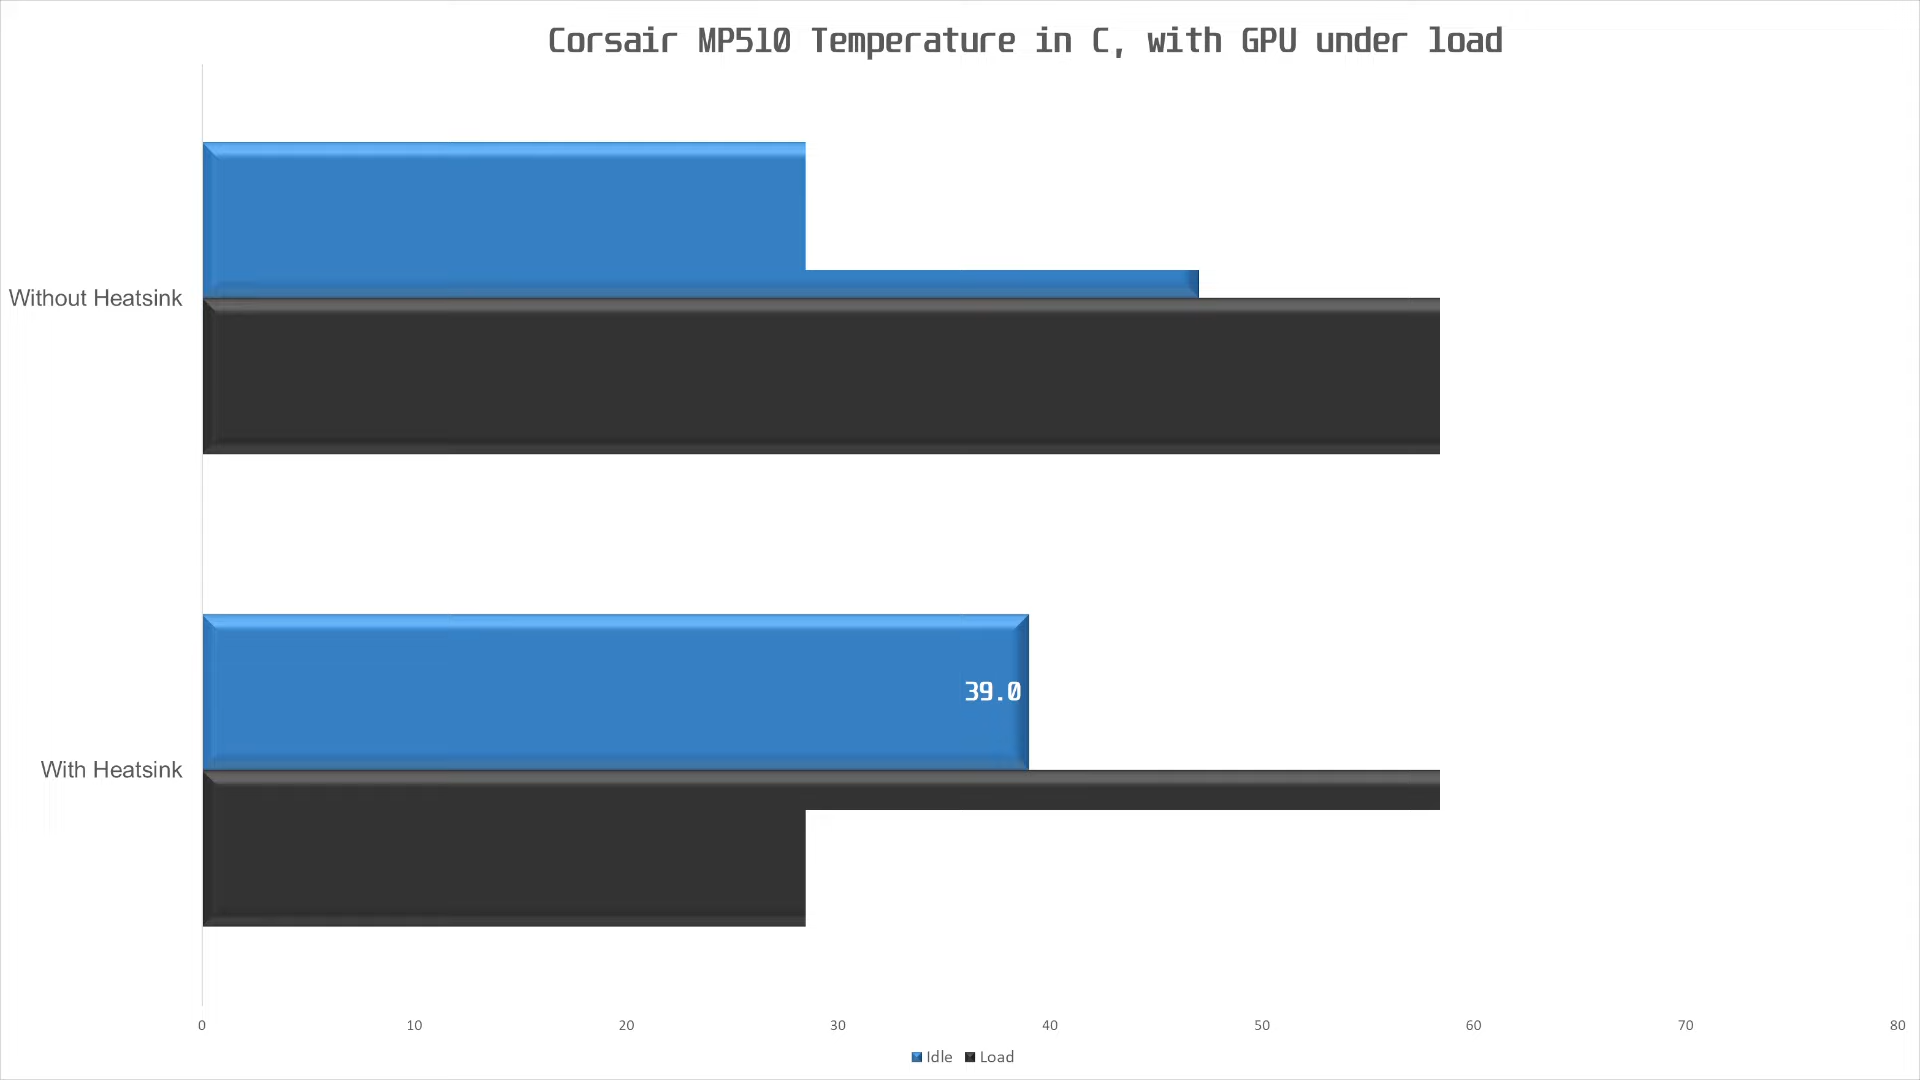 Corsair MP510 Temperature in C, with GPU under load
Without Heatsink
39.0
With Heatsink
0 10 20 30 40 50 60 70 80
Idle Load